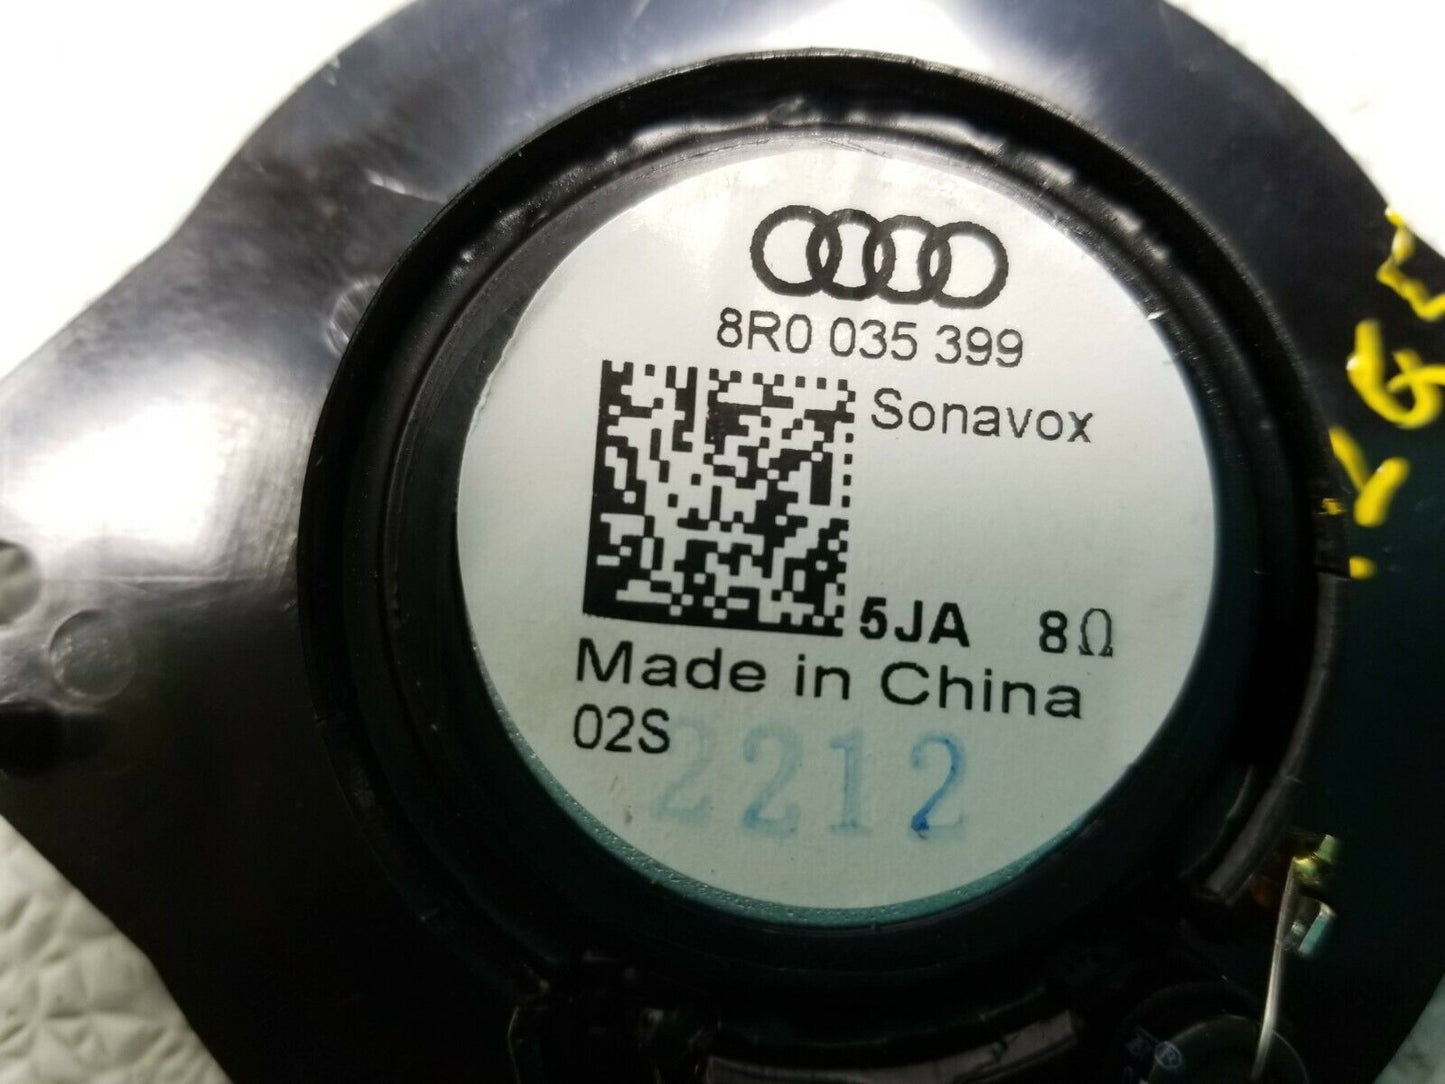 8R0 035 399
Sonavox
5JA 8Ω
Made in China
02S
2212